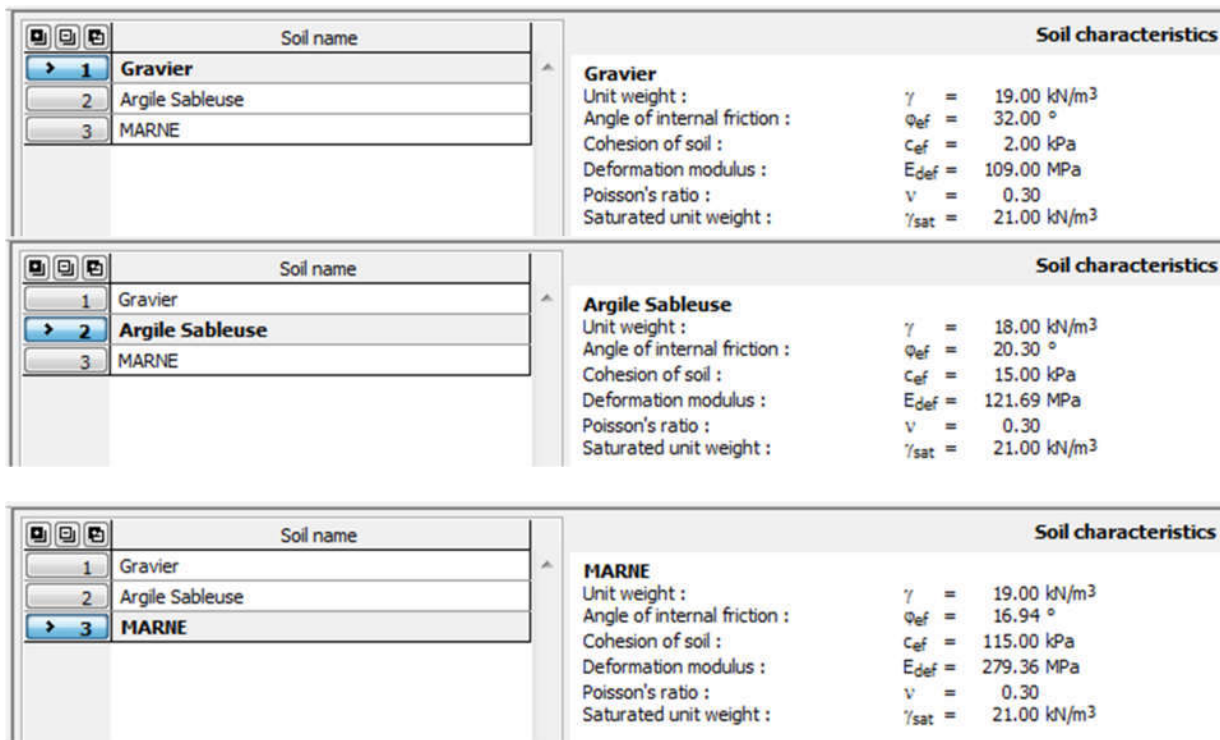 Soil name
Soil characteristics
> 1 Gravier
2 Argile Sableuse
3 MARNE
Gravier
Unit weight : γ = 19.00 kN/m3
Angle of internal friction : φef = 32.00 °
Cohesion of soil : cef = 2.00 kPa
Deformation modulus : Edef = 109.00 MPa
Poisson's ratio : ν = 0.30
Saturated unit weight : γsat = 21.00 kN/m3
Soil name
Soil characteristics
1 Gravier
> 2 Argile Sableuse
3 MARNE
Argile Sableuse
Unit weight : γ = 18.00 kN/m3
Angle of internal friction : φef = 20.30 °
Cohesion of soil : cef = 15.00 kPa
Deformation modulus : Edef = 121.69 MPa
Poisson's ratio : ν = 0.30
Saturated unit weight : γsat = 21.00 kN/m3
Soil name
Soil characteristics
1 Gravier
2 Argile Sableuse
> 3 MARNE
MARNE
Unit weight : γ = 19.00 kN/m3
Angle of internal friction : φef = 16.94 °
Cohesion of soil : cef = 115.00 kPa
Deformation modulus : Edef = 279.36 MPa
Poisson's ratio : ν = 0.30
Saturated unit weight : γsat = 21.00 kN/m3